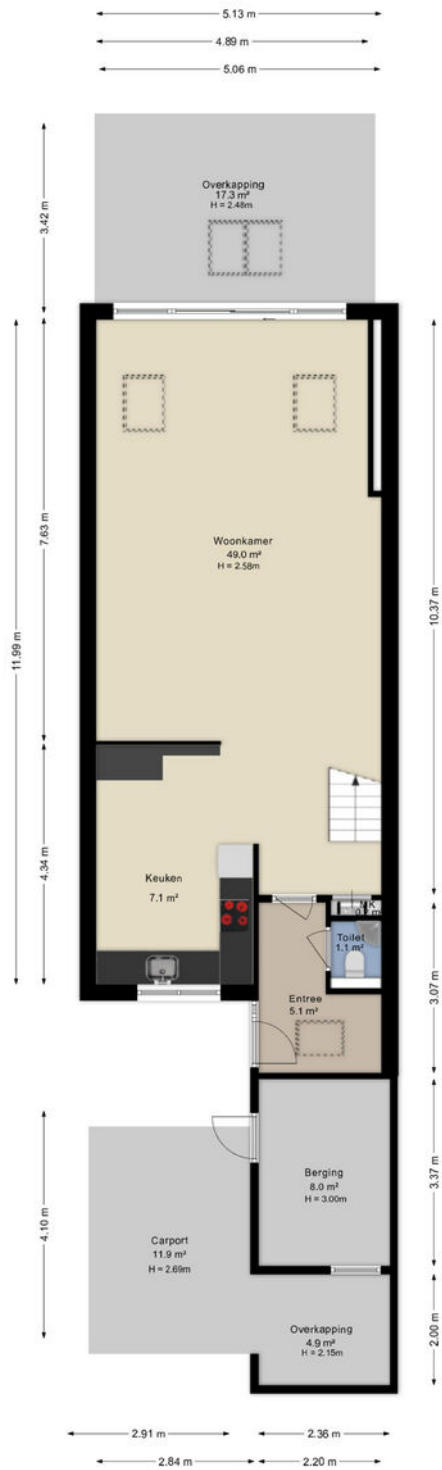 5.13 m
4.89 m
5.06 m
3.42 m
Overkapping
17.3 m²
H = 2.48m
7.63 m
11.99 m
10.37 m
Woonkamer
49.0 m²
H = 2.58m
4.34 m
Keuken
7.1 m²
MK
Toilet
1.1 m²
Entree
5.1 m²
3.07 m
Berging
8.0 m²
H = 3.00m
3.37 m
4.10 m
Carport
11.9 m²
H = 2.69m
Overkapping
4.9 m²
H = 2.15m
2.00 m
2.91 m
2.36 m
2.84 m
2.20 m